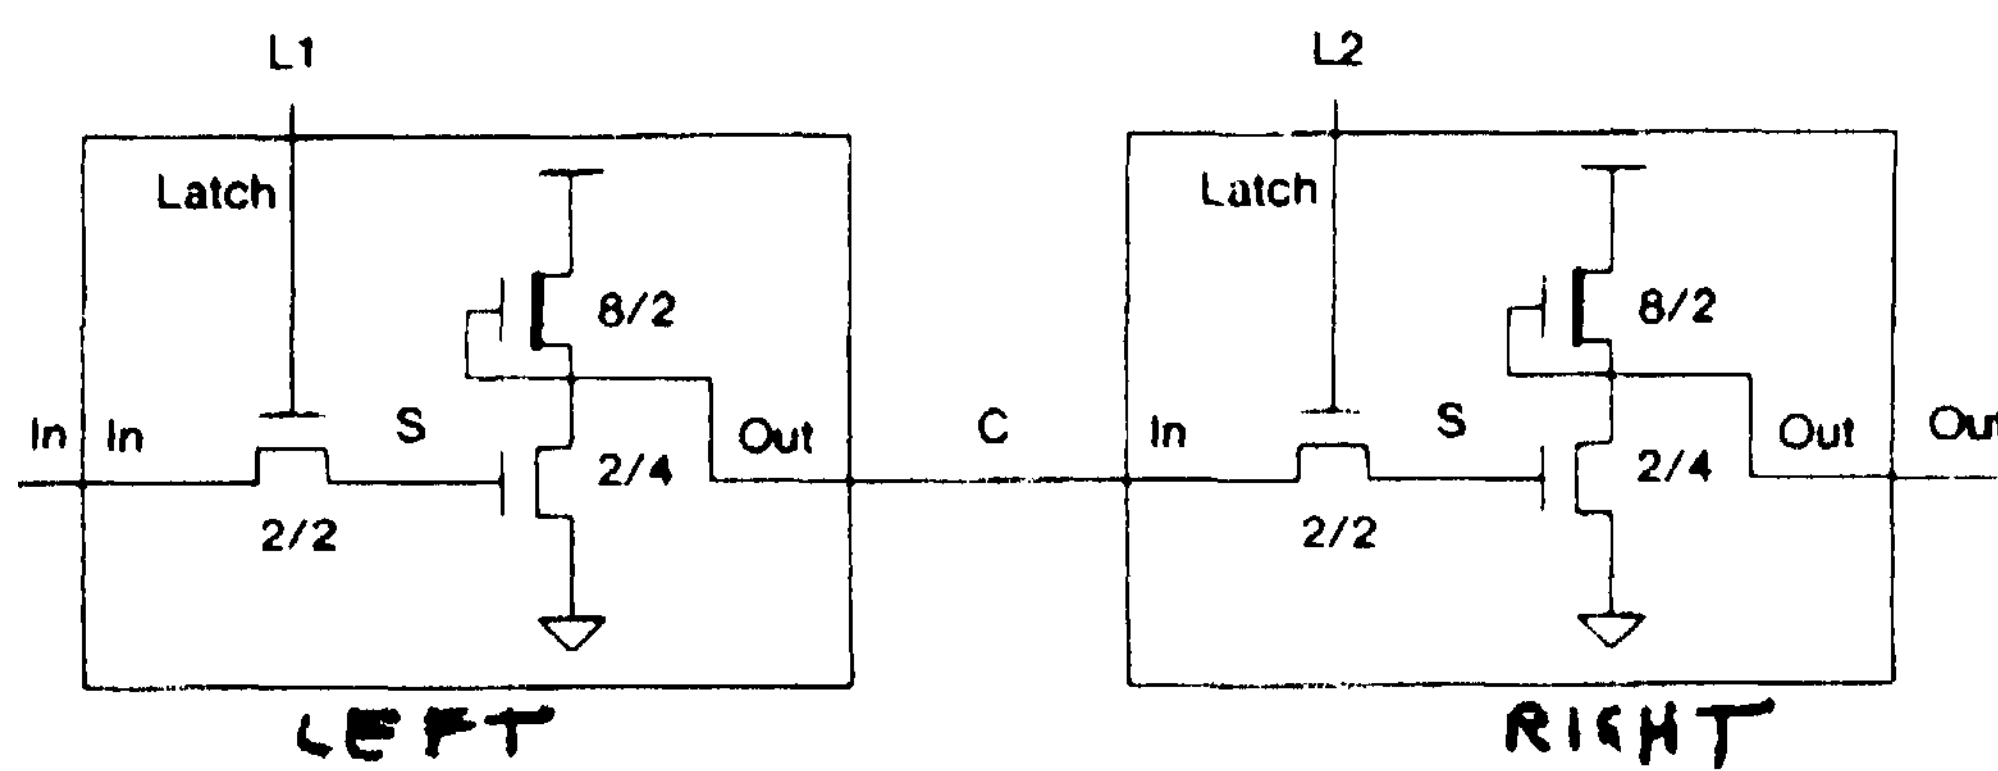 L1 L2
Latch Latch
8/2 8/2
In In S Out C In S Out Out
2/4 2/4
2/2 2/2
LEFT RIGHT